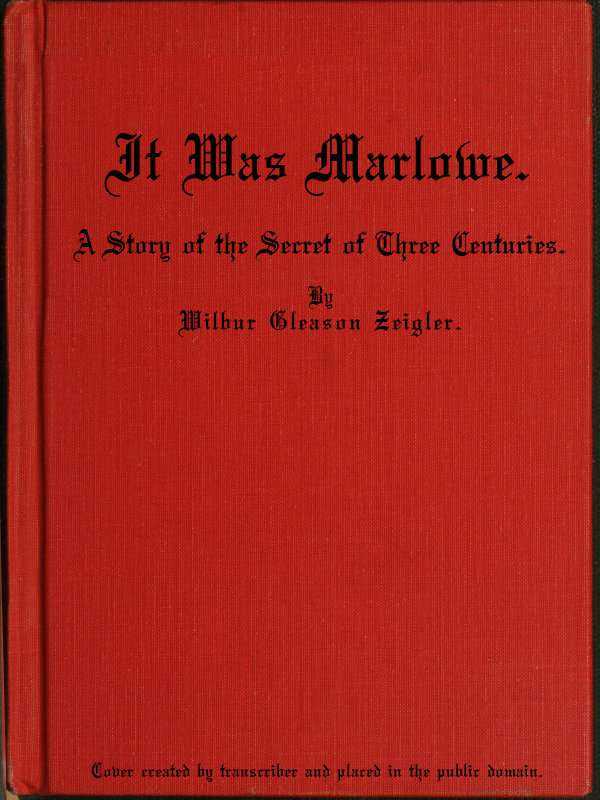 It Was Marlowe.
A Story of the Secret of Three Centuries.
By
Wilbur Gleason Zeigler.
Cover created by transcriber and placed in the public domain.